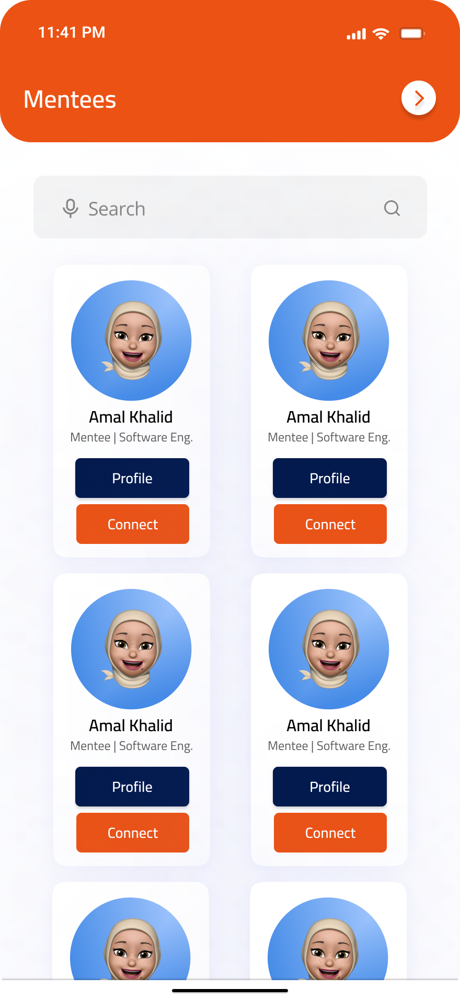 11:41 PM
Mentees
Search
Amal Khalid
Mentee | Software Eng.
Profile
Connect
Amal Khalid
Mentee | Software Eng.
Profile
Connect
Amal Khalid
Mentee | Software Eng.
Profile
Connect
Amal Khalid
Mentee | Software Eng.
Profile
Connect